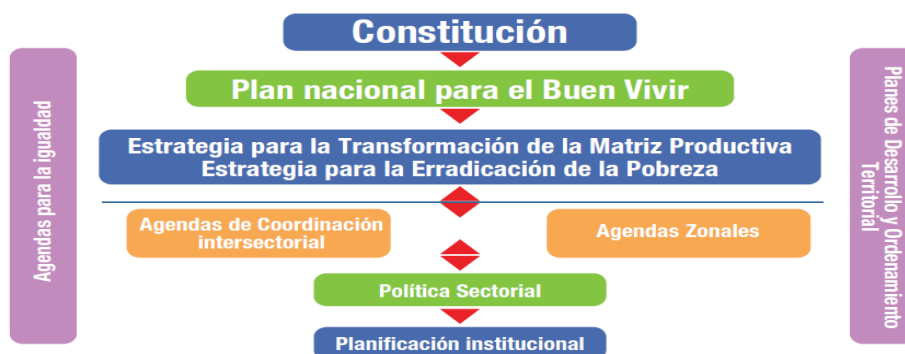 Constitución
Plan nacional para el Buen Vivir
Estrategia para la Transformación de la Matriz Productiva
Estrategia para la Erradicación de la Pobreza
Agendas de Coordinación
intersectorial
Agendas Zonales
Política Sectorial
Planificación institucional
Agendas para la igualdad
Planes de Desarrollo y Ordenamiento
Territorial